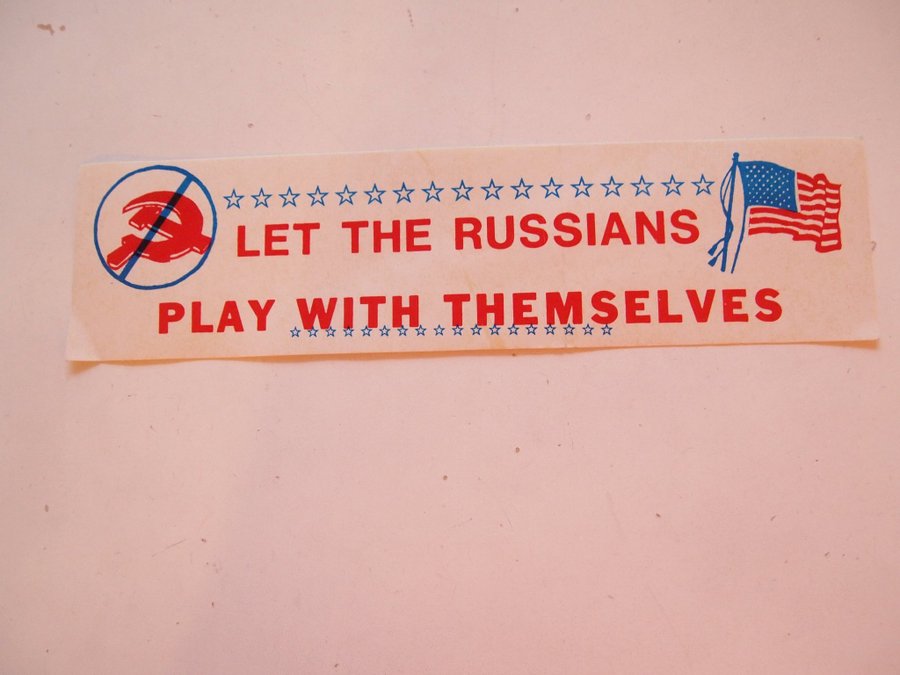 LET THE RUSSIANS
PLAY WITH THEMSELVES